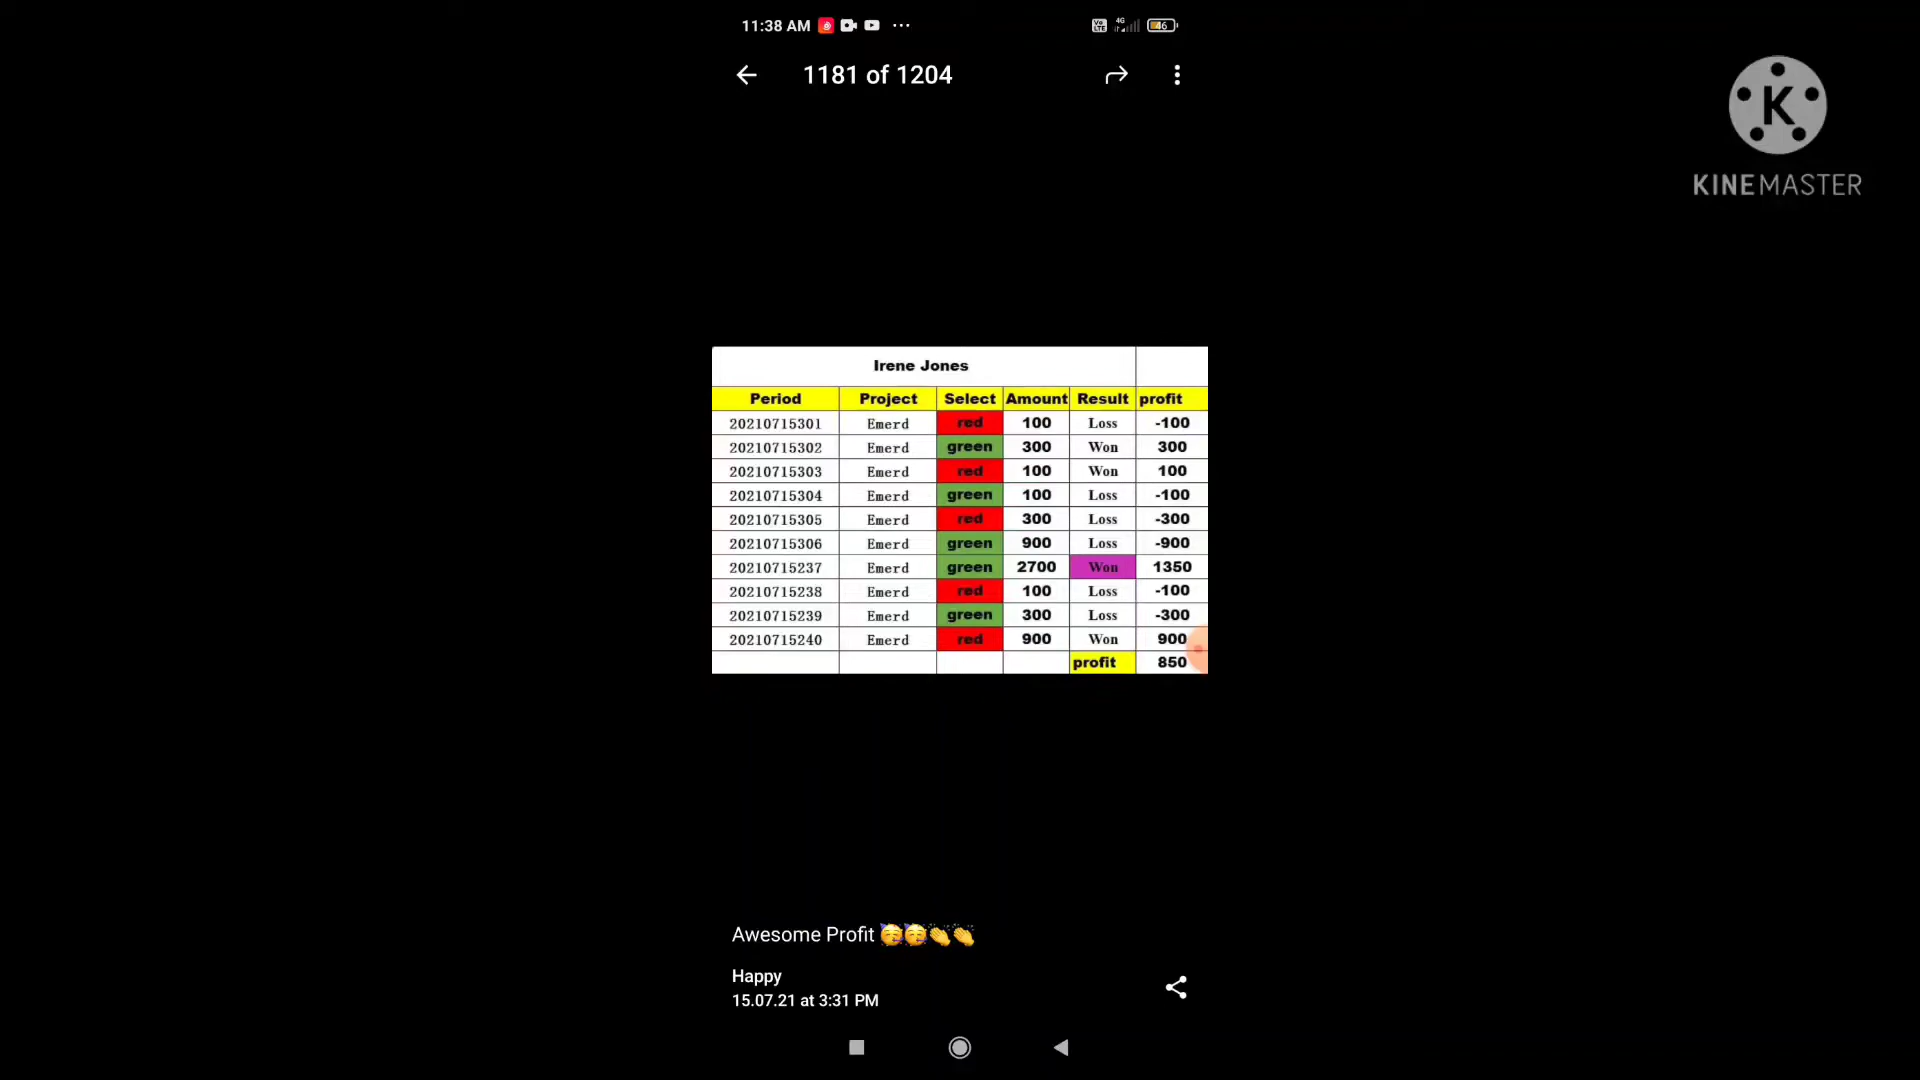 11:38 AM
4G
46
1181 of 1204
K
KINEMASTER
Irene Jones
Period Project Select Amount Result profit
20210715301 Emerd red 100 Loss -100
20210715302 Emerd green 300 Won 300
20210715303 Emerd red 100 Won 100
20210715304 Emerd green 100 Loss -100
20210715305 Emerd red 300 Loss -300
20210715306 Emerd green 900 Loss -900
20210715237 Emerd green 2700 Won 1350
20210715238 Emerd red 100 Loss -100
20210715239 Emerd green 300 Loss -300
20210715240 Emerd red 900 Won 900
profit 850
Awesome Profit 🥳🥳👏👏
Happy
15.07.21 at 3:31 PM